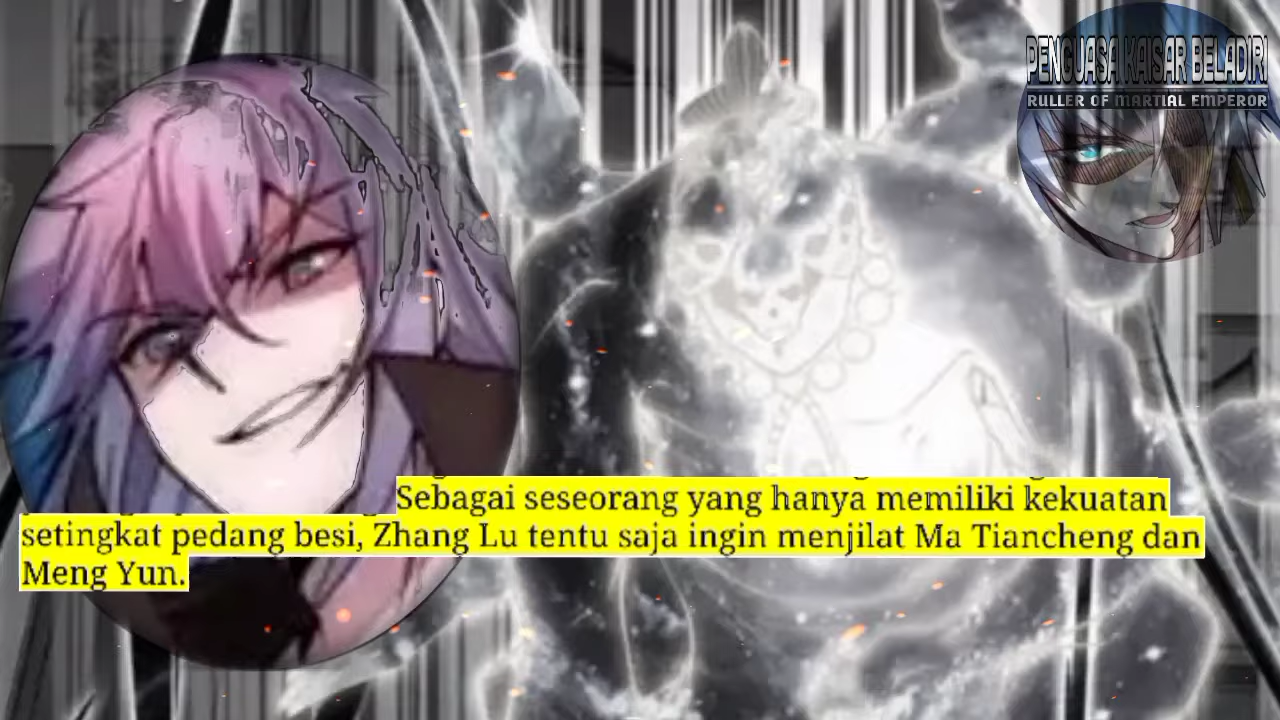 PENGUASA KAISAR BELADIRI
RULLER OF MARTIAL EMPEROR
Sebagai seseorang yang hanya memiliki kekuatan
setingkat pedang besi, Zhang Lu tentu saja ingin menjilat Ma Tiancheng dan
Meng Yun.